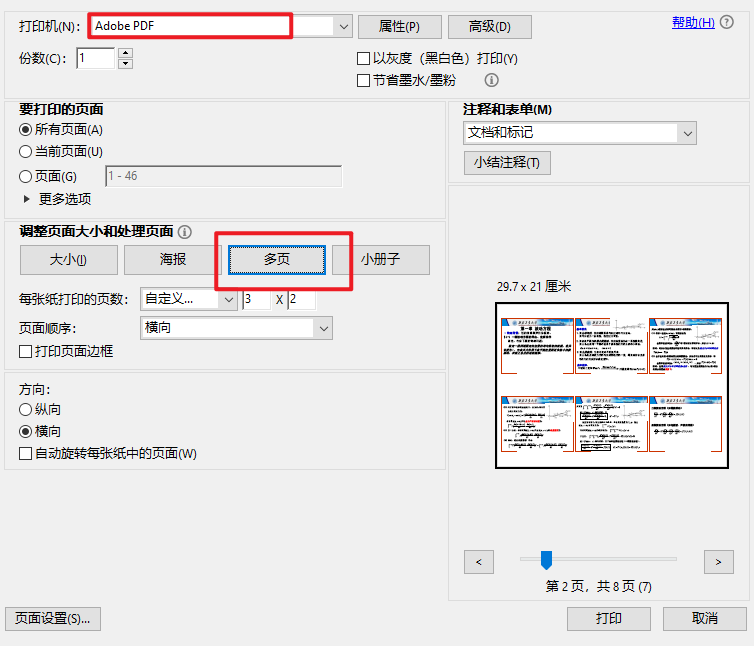 打印机(N): Adobe PDF 属性(P) 高级(D) 帮助(H)
份数(C): 1 以灰度（黑白色）打印(Y)
节省墨水/墨粉
要打印的页面 注释和表单(M)
所有页面(A) 文档和标记
当前页面(U)
页面(G) 1 - 46 小结注释(T)
更多选项
调整页面大小和处理页面
大小(I) 海报 多页 小册子
29.7 x 21 厘米
每张纸打印的页数: 自定义... 3 X 2
页面顺序: 横向
打印页面边框
方向:
纵向
横向
自动旋转每张纸中的页面(W)
< >
第 2 页，共 8 页 (7)
页面设置(S)... 打印 取消